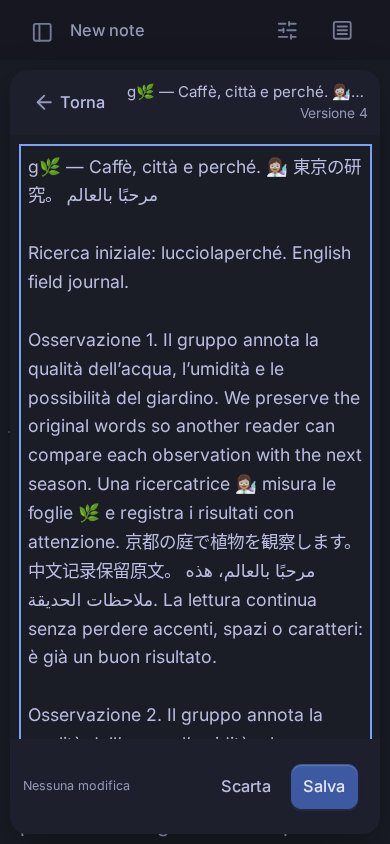 New note
Torna
g🌿 — Caffè, città e perché. 👩🏽‍🔬...
Versione 4
g🌿 — Caffè, città e perché. 👩🏽‍🔬 東京の研
究。 مرحبًا بالعالم
Ricerca iniziale: lucciolaperché. English
field journal.
Osservazione 1. Il gruppo annota la
qualità dell’acqua, l’umidità e le
possibilità del giardino. We preserve the
original words so another reader can
compare each observation with the next
season. Una ricercatrice 👩🏽‍🔬 misura le
foglie 🌿 e registra i risultati con
attenzione. 京都の庭で植物を観察します。
中文记录保留原文。 مرحبًا بالعالم، هذه
ملاحظات الحديقة. La lettura continua
senza perdere accenti, spazi o caratteri:
è già un buon risultato.
Osservazione 2. Il gruppo annota la
Nessuna modifica
Scarta
Salva